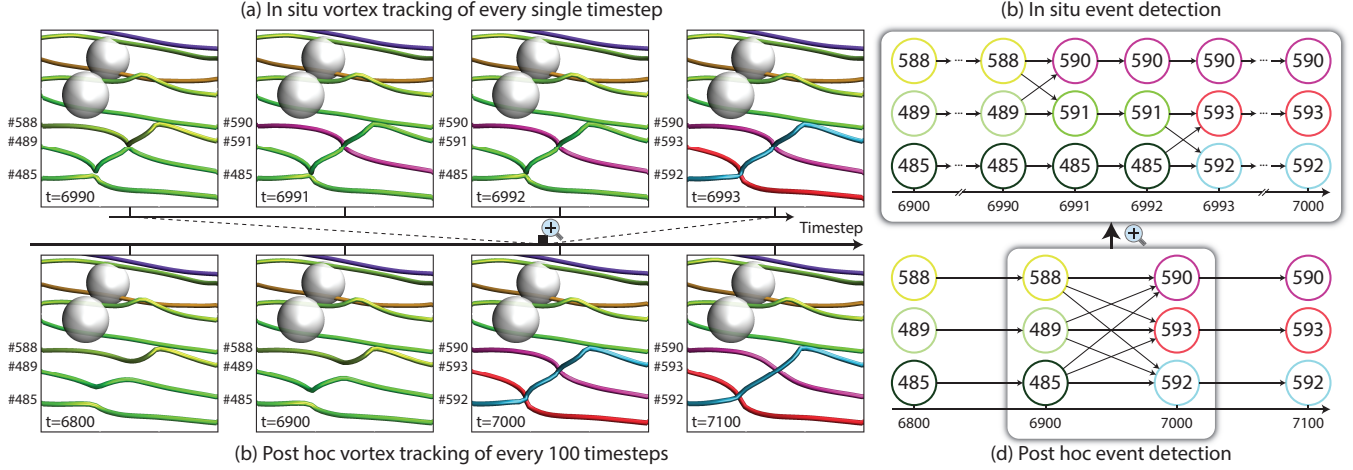 (a) In situ vortex tracking of every single timestep
#588
#489
#485
t=6990
#590
#591
#485
t=6991
#590
#591
#485
t=6992
#590
#593
#592
t=6993
Timestep
#588
#489
#485
t=6800
#588
#489
#485
t=6900
#590
#593
#592
t=7000
#590
#593
#592
t=7100
(b) Post hoc vortex tracking of every 100 timesteps
(b) In situ event detection
588 ... 588 590 590 590 ... 590
489 ... 489 591 591 593 ... 593
485 ... 485 485 485 592 ... 592
6900 6990 6991 6992 6993 7000
588 588 590 590
489 489 593 593
485 485 592 592
6800 6900 7000 7100
(d) Post hoc event detection